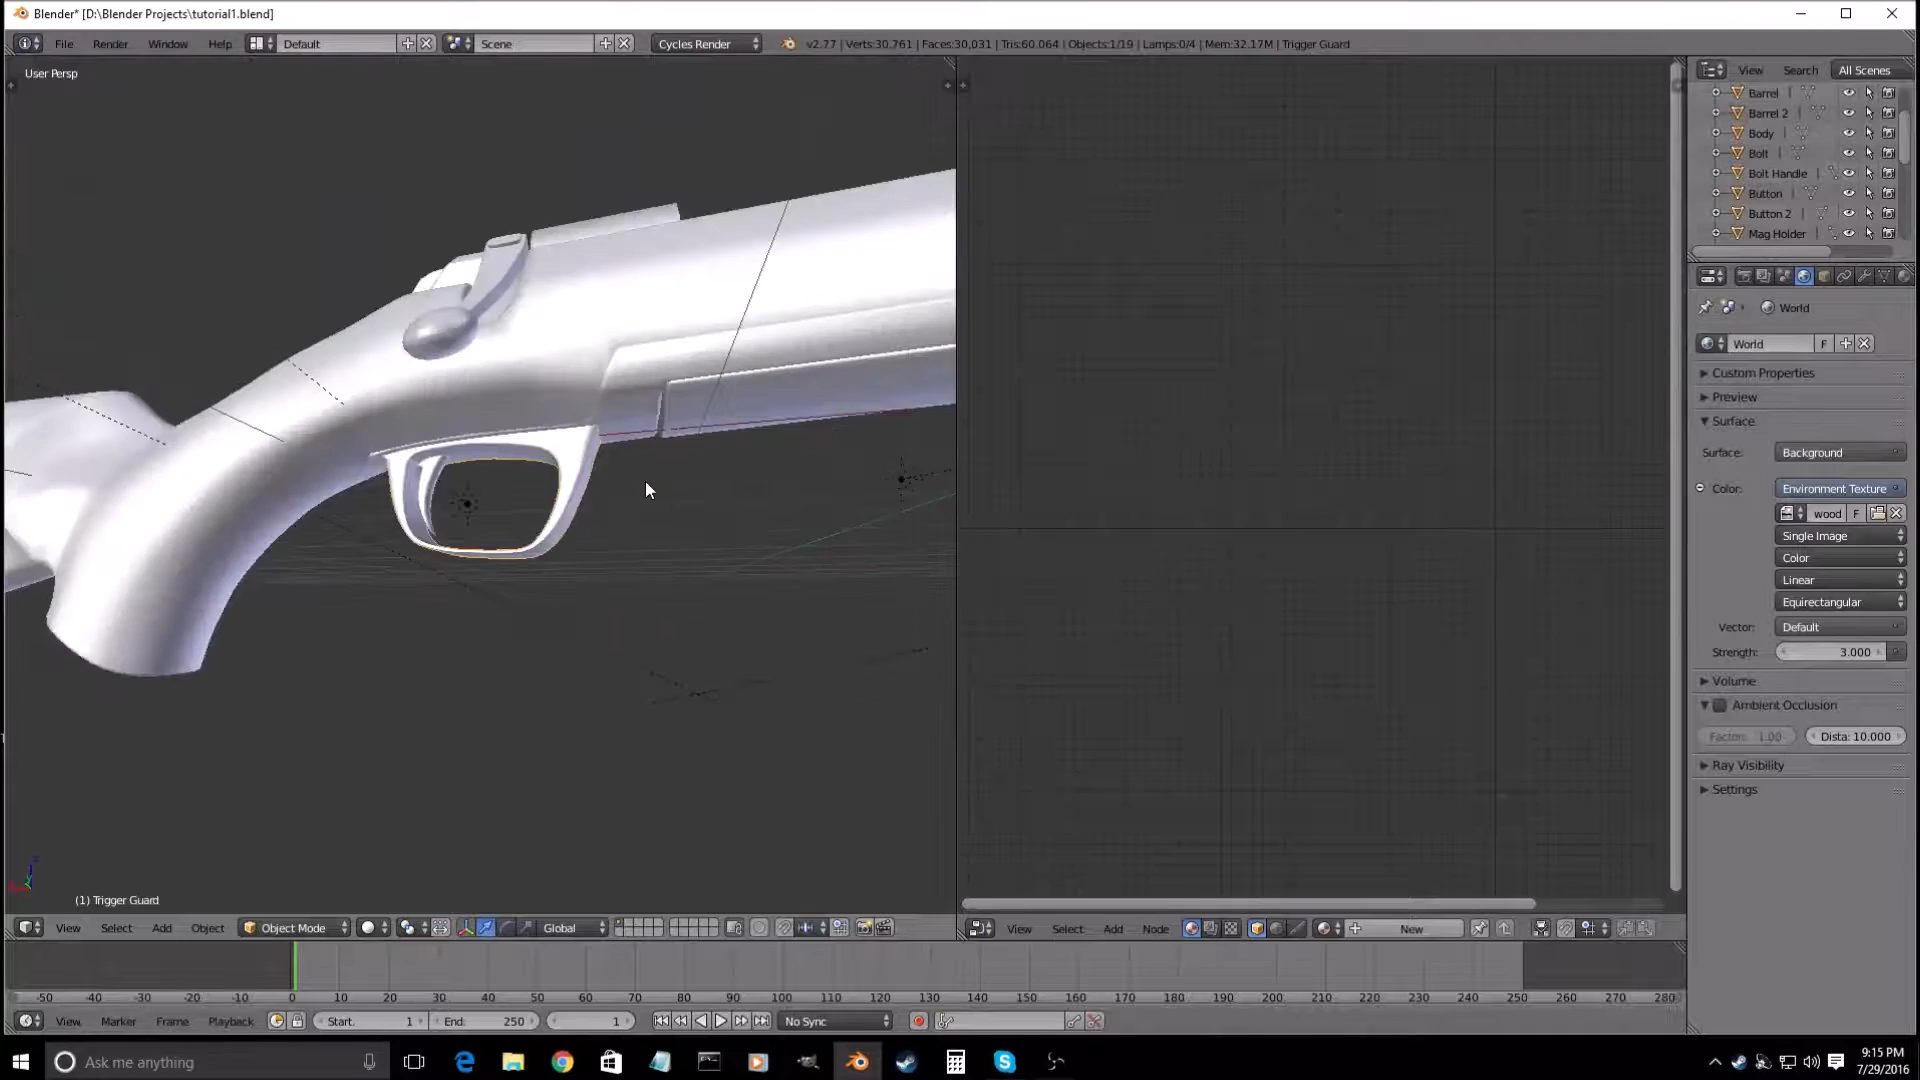 Blender* [D:\Blender Projects\tutorial1.blend]
File Render Window Help Default Scene Cycles Render v2.77 | Verts:30,761 | Faces:30,031 | Tris:60,064 | Objects:1/19 | Lamps:0/4 | Mem:32.17M | Trigger Guard
User Persp
View Search All Scenes
Barrel
Barrel 2
Body
Bolt
Bolt Handle
Button
Button 2
Mag Holder
World
World F
Custom Properties
Preview
Surface
Surface: Background
Color: Environment Texture
wood F
Single Image
Color
Linear
Equirectangular
Vector: Default
Strength: 3.000
Volume
Ambient Occlusion
Factor: 1.00 Dista: 10.000
Ray Visibility
Settings
(1) Trigger Guard
View Select Add Object Object Mode Global
View Select Add Node New
-50 -40 -30 -20 -10 0 10 20 30 40 50 60 70 80 90 100 110 120 130 140 150 160 170 180 190 200 210 220 230 240 250 260 270 280
View Marker Frame Playback Start: 1 End: 250 1 No Sync
Ask me anything
9:15 PM
7/29/2016